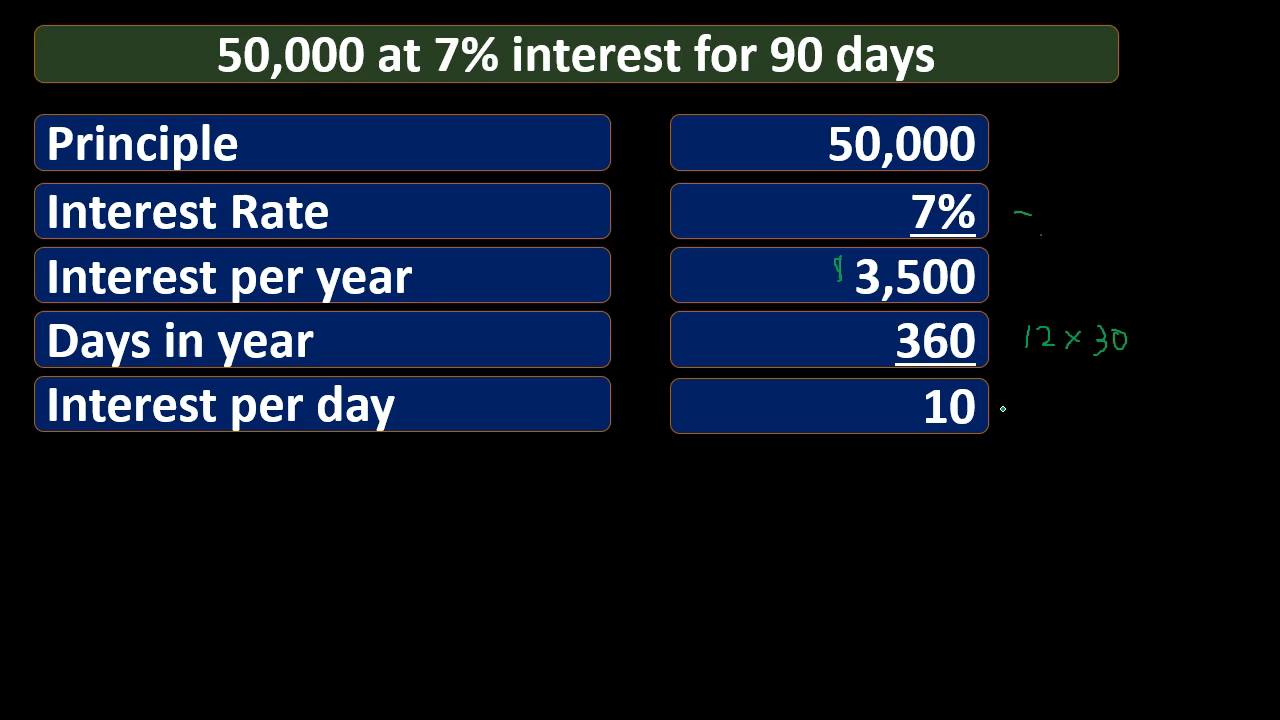 50,000 at 7% interest for 90 days
Principle 50,000
Interest Rate 7%
Interest per year 3,500
Days in year 360 12 x 30
Interest per day 10